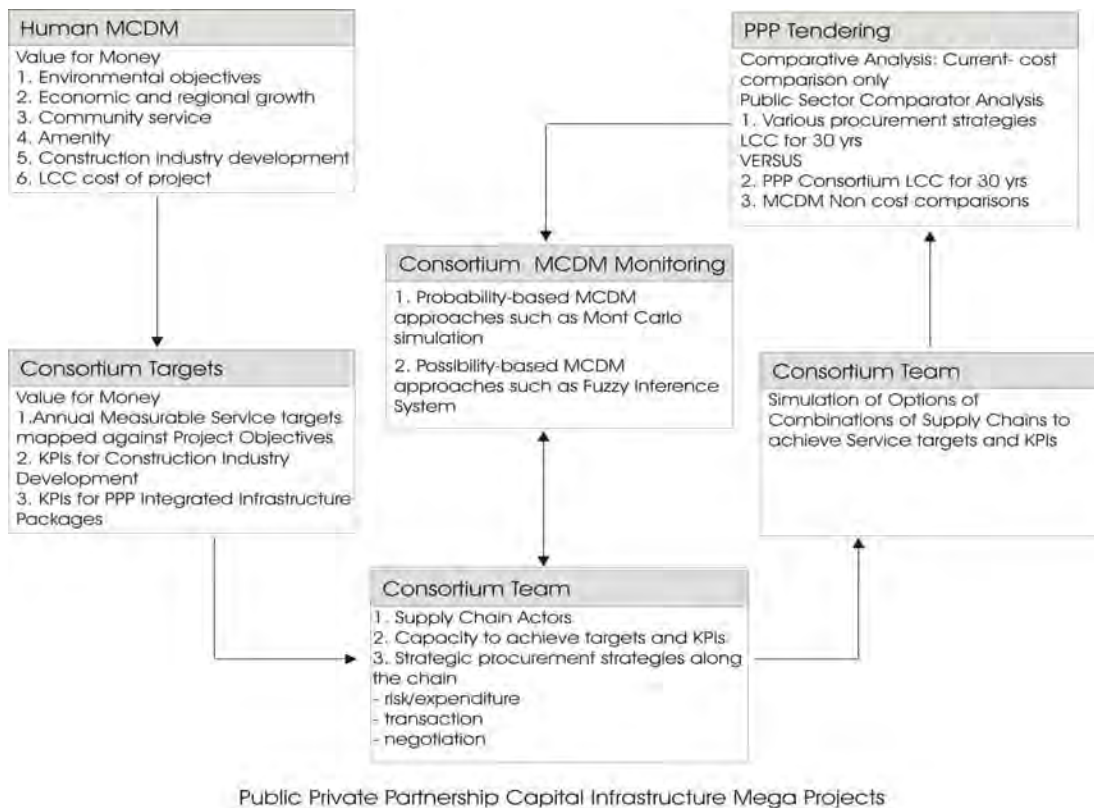 Human MCDM
Value for Money
1. Environmental objectives
2. Economic and regional growth
3. Community service
4. Amenity
5. Construction industry development
6. LCC cost of project
PPP Tendering
Comparative Analysis: Current- cost
comparison only
Public Sector Comparator Analysis
1. Various procurement strategies
LCC for 30 yrs
VERSUS
2. PPP Consortium LCC for 30 yrs
3. MCDM Non cost comparisons
Consortium MCDM Monitoring
1. Probability-based MCDM
approaches such as Mont Carlo
simulation
2. Possibility-based MCDM
approaches such as Fuzzy Inference
System
Consortium Targets
Value for Money
1.Annual Measurable Service targets
mapped against Project Objectives
2. KPIs for Construction Industry
Development
3. KPIs for PPP Integrated Infrastructure
Packages
Consortium Team
Simulation of Options of
Combinations of Supply Chains to
achieve Service targets and KPIs
Consortium Team
1. Supply Chain Actors
2. Capacity to achieve targets and KPIs
3. Strategic procurement strategies along
the chain
- risk/expenditure
- transaction
- negotiation
Public Private Partnership Capital Infrastructure Mega Projects